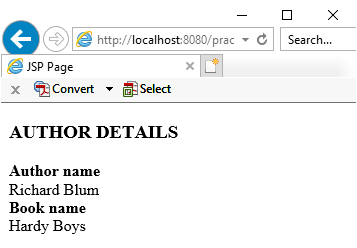 http://localhost:8080/prac
Search...
JSP Page
x Convert Select
AUTHOR DETAILS
Author name
Richard Blum
Book name
Hardy Boys